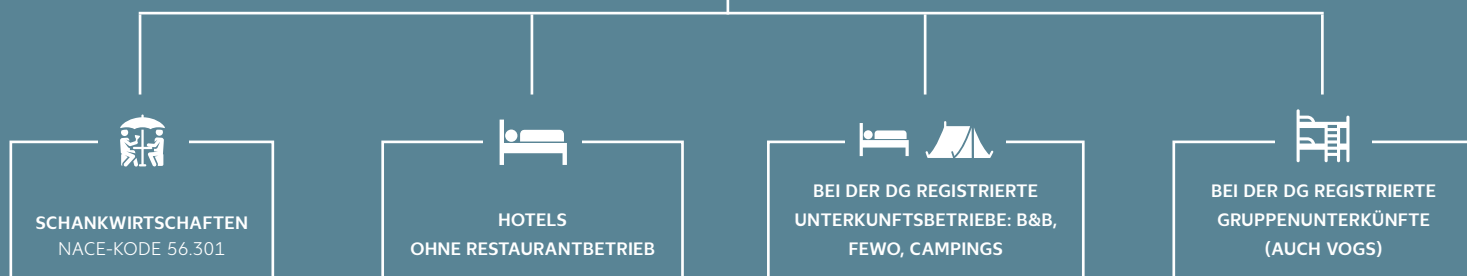 SCHANKWIRTSCHAFTEN
NACE-KODE 56.301
HOTELS
OHNE RESTAURANTBETRIEB
BEI DER DG REGISTRIERTE
UNTERKUNFTSBETRIEBE: B&B,
FEWO, CAMPINGS
BEI DER DG REGISTRIERTE
GRUPPENUNTERKÜNFTE
(AUCH VOGS)